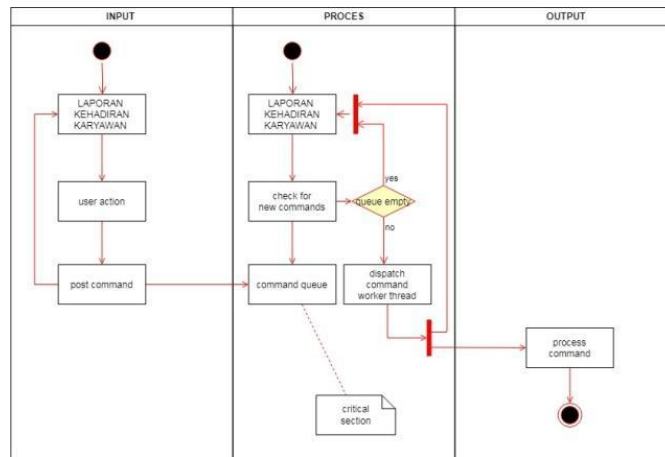 INPUT
PROCES
OUTPUT
LAPORAN
KEHADIRAN
KARYAWAN
user action
post command
LAPORAN
KEHADIRAN
KARYAWAN
check for
new commands
queue empty
yes
no
command queue
dispatch
command
worker thread
critical
section
process
command